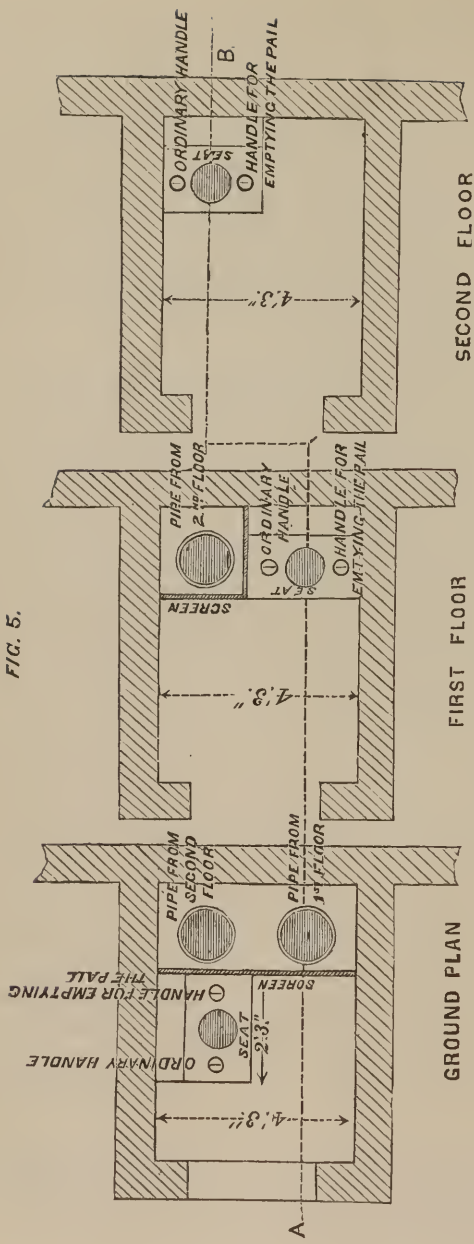 FIG. 5.
A
ORDINARY HANDLE
HANDLE FOR EMPTYING
THE PAIL
SEAT
2'3"
4'.3"
SCREEN
PIPE FROM
SECOND
FLOOR
PIPE FROM
1ST FLOOR
GROUND PLAN
SCREEN
4'.3."
PIPE FROM
2ND FLOOR
ORDINARY
HANDLE
SEAT
HANDLE FOR
EMTYING THE PAIL
FIRST FLOOR
4'.3."
ORDINARY HANDLE
SEAT
HANDLE FOR
EMPTYING THE PAIL
B.
SECOND FLOOR